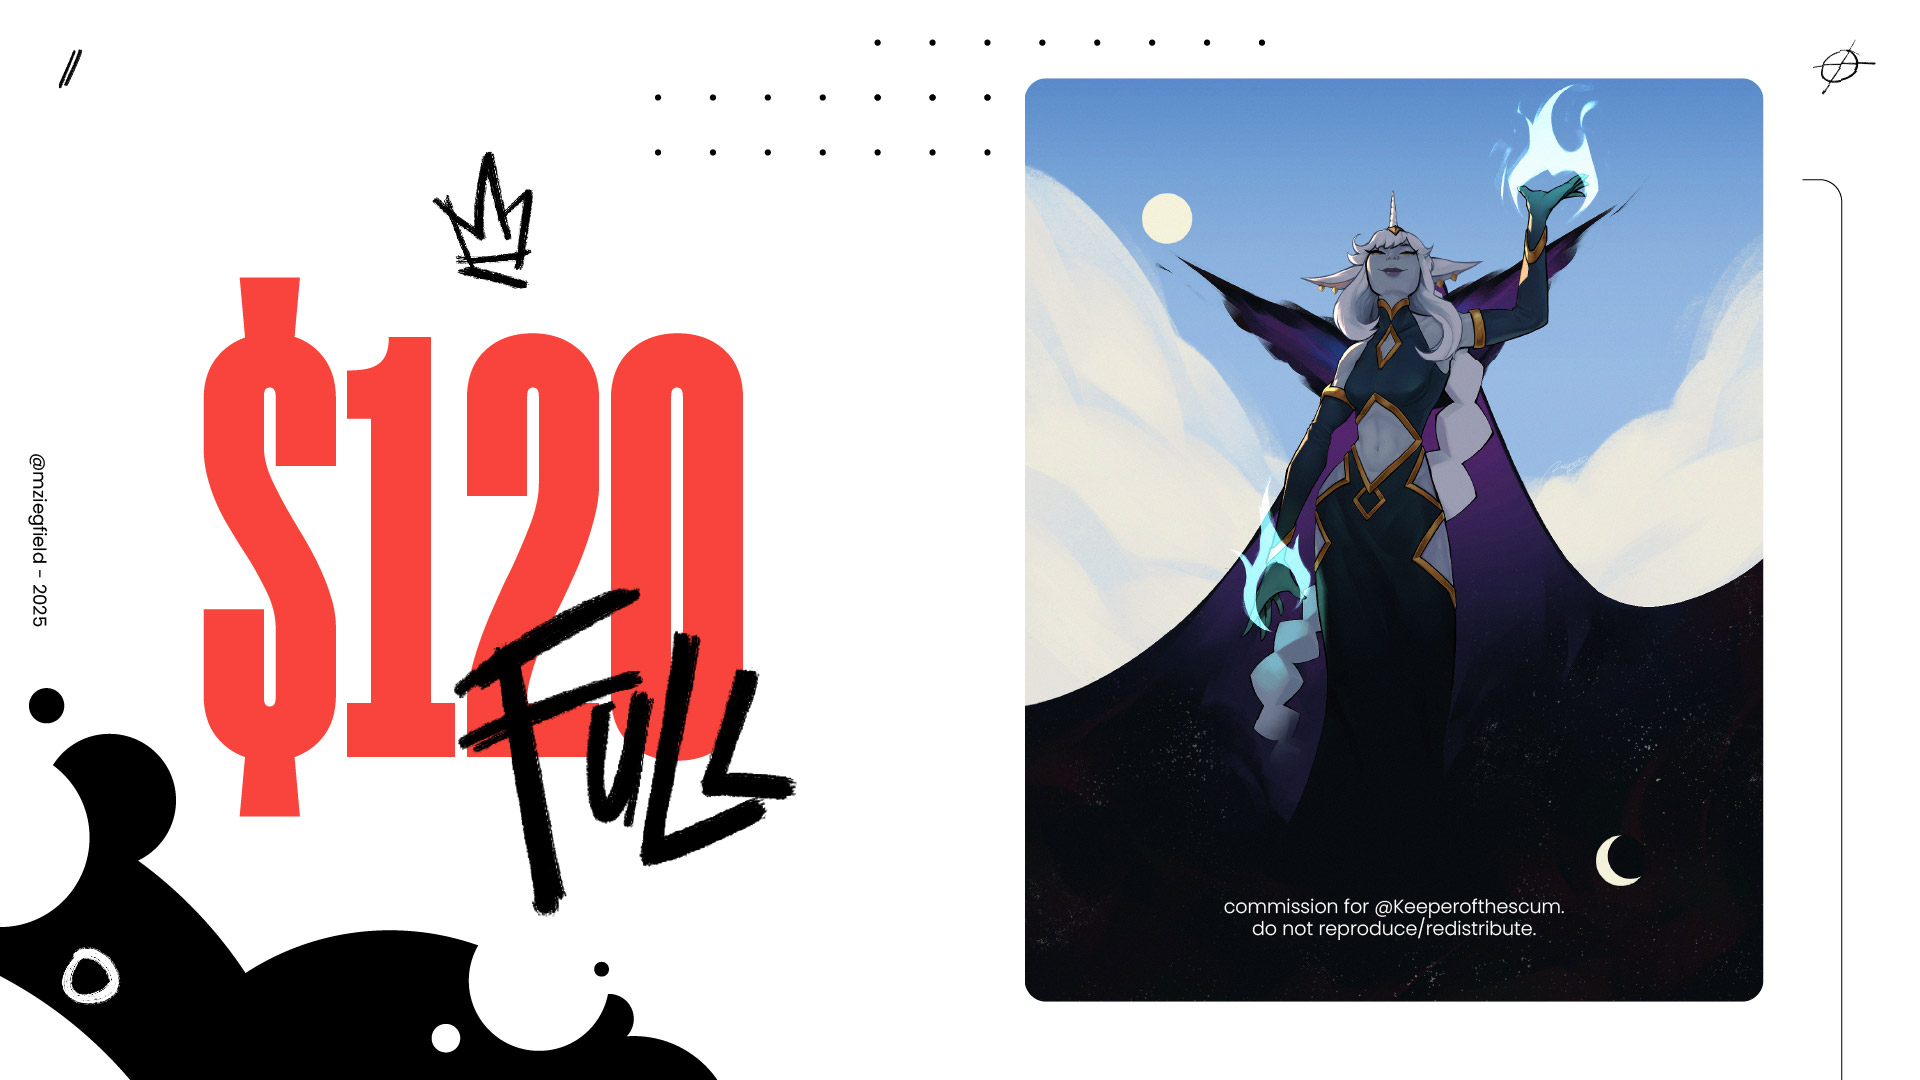 $120
Full
@mziegfield - 2025
commission for @Keeperofthescum.
do not reproduce/redistribute.